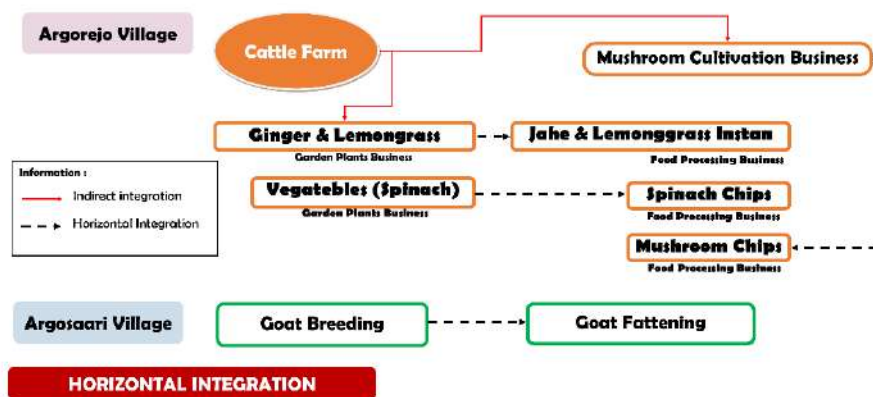 Argorejo Village
Cattle Farm
Mushroom Cultivation Business
Ginger & Lemongrass
Garden Plants Business
Jahe & Lemonggrass Instan
Food Processing Business
Information :
Indirect integration
Horizontal Integration
Vegatebles (Spinach)
Garden Plants Business
Spinach Chips
Food Processing Business
Mushroom Chips
Food Processing Business
Argosaari Village
Goat Breeding
Goat Fattening
HORIZONTAL INTEGRATION